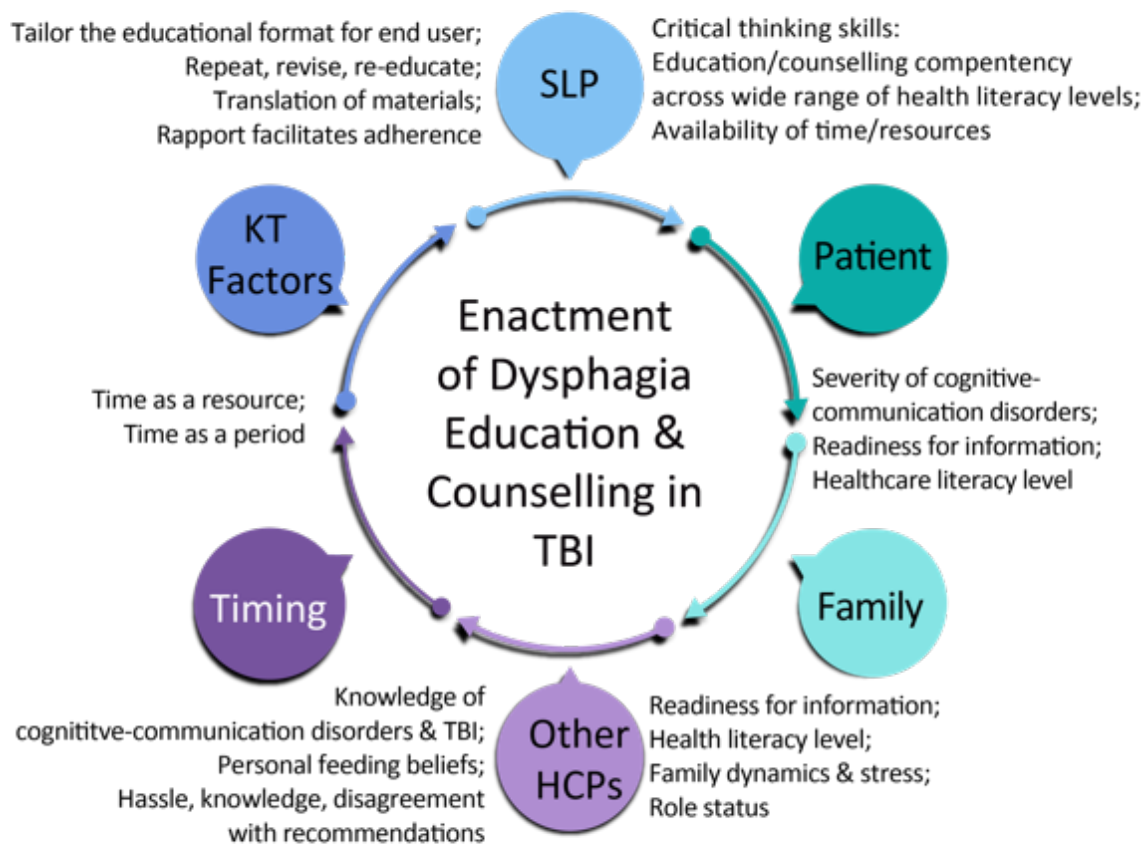 Tailor the educational format for end user;
Repeat, revise, re-educate;
Translation of materials;
Rapport facilitates adherence
SLP
Critical thinking skills:
Education/counselling compentency
across wide range of health literacy levels;
Availability of time/resources
KT
Factors
Patient
Enactment
of Dysphagia
Education &
Counselling in
TBI
Time as a resource;
Time as a period
Severity of cognitive-
communication disorders;
Readiness for information;
Healthcare literacy level
Timing
Family
Knowledge of
cognititve-communication disorders & TBI;
Personal feeding beliefs;
Hassle, knowledge, disagreement
with recommendations
Other
HCPs
Readiness for information;
Health literacy level;
Family dynamics & stress;
Role status